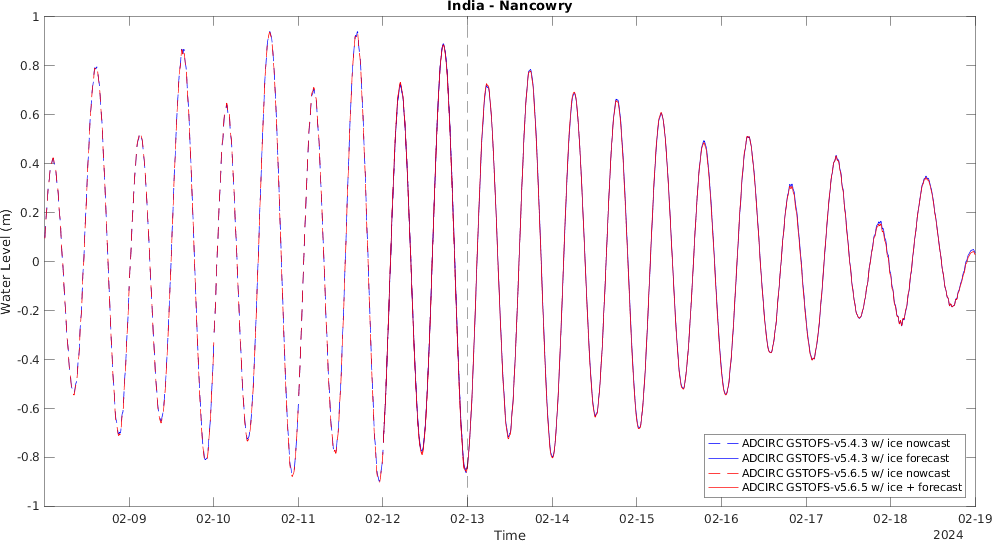 India - Nancowry
1
0.8
0.6
0.4
0.2
0
-0.2
-0.4
-0.6
-0.8
-1
Water Level (m)
ADCIRC GSTOFS-v5.4.3 w/ ice nowcast
ADCIRC GSTOFS-v5.4.3 w/ ice forecast
ADCIRC GSTOFS-v5.6.5 w/ ice nowcast
ADCIRC GSTOFS-v5.6.5 w/ ice + forecast
02-09 02-10 02-11 02-12 02-13 02-14 02-15 02-16 02-17 02-18 02-19
Time
2024